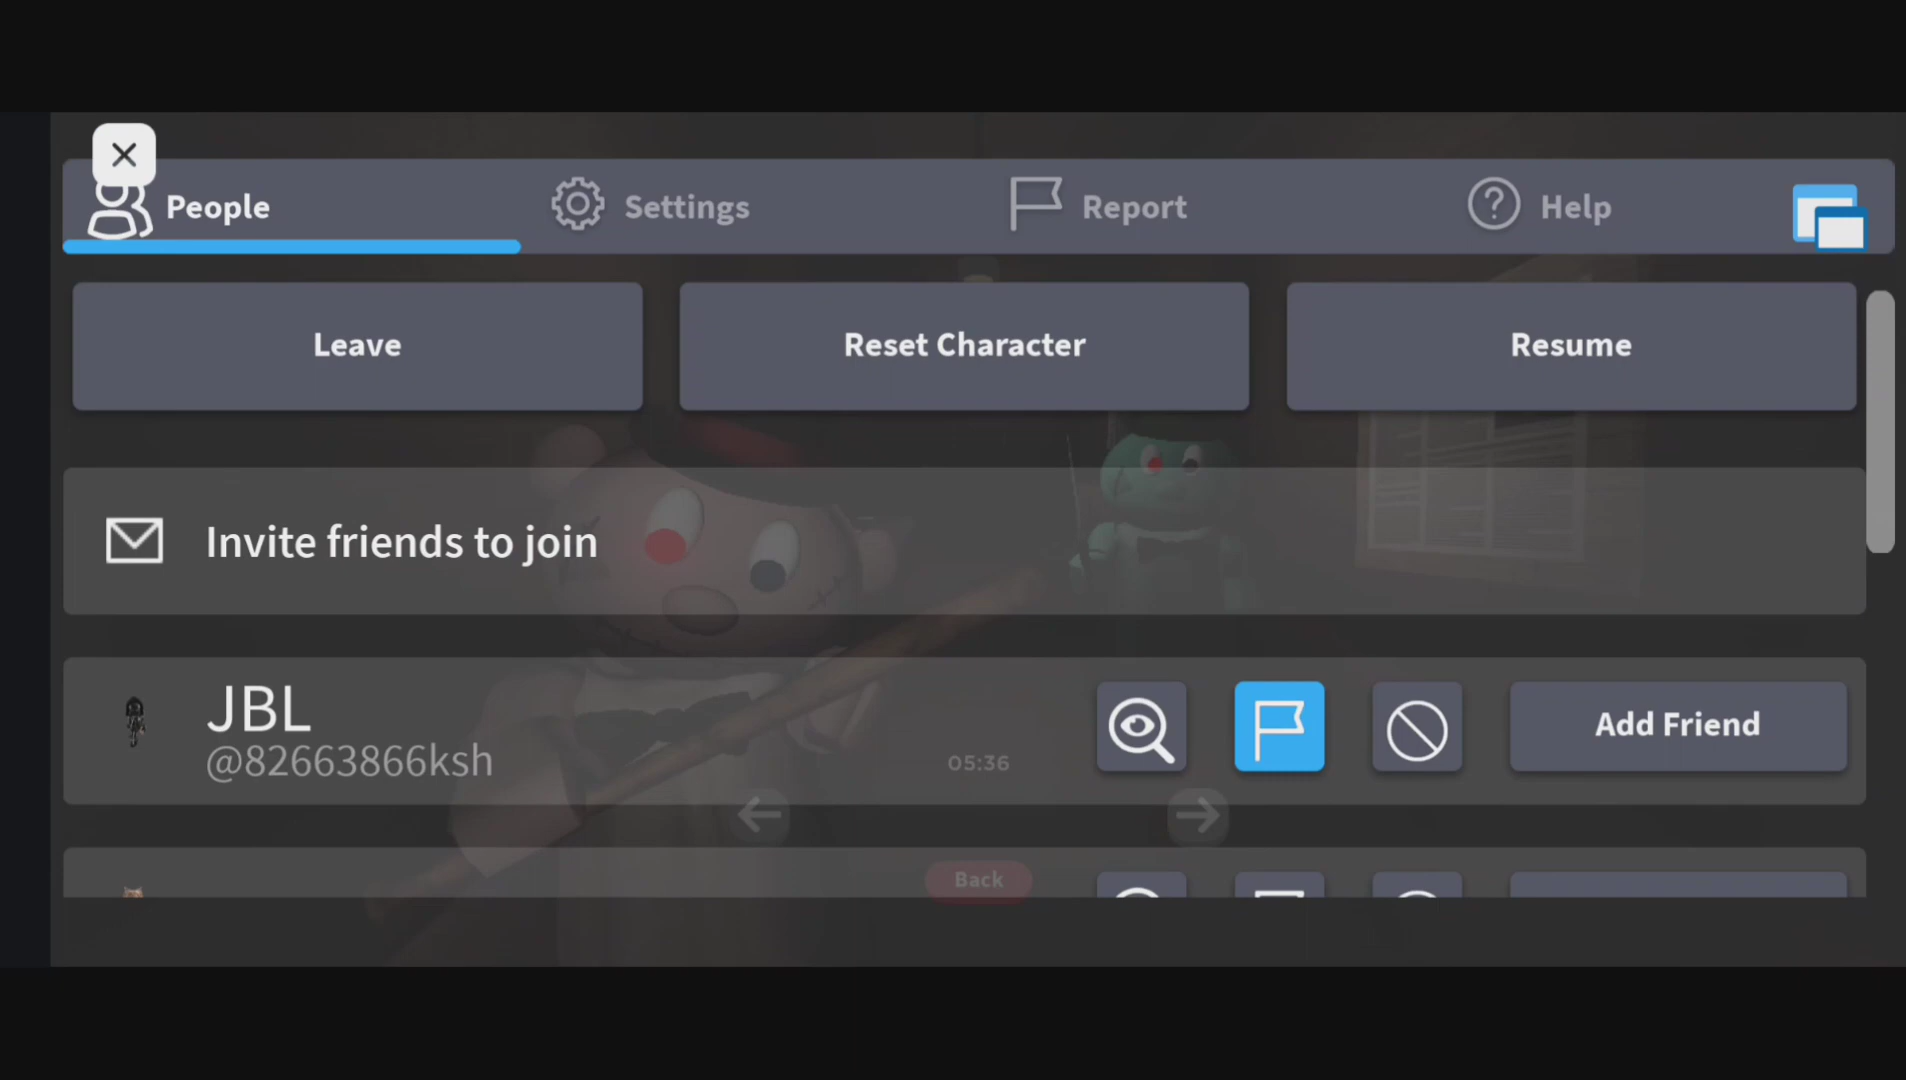 People
Settings
Report
Help
Leave
Reset Character
Resume
Invite friends to join
JBL
@82663866ksh
05:36
Add Friend
Back